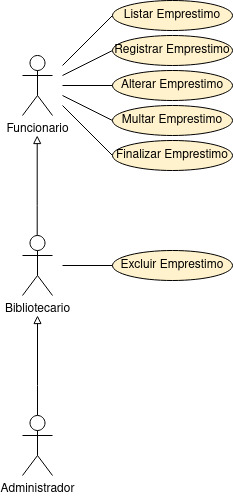 Listar Emprestimo
Registrar Emprestimo
Alterar Emprestimo
Multar Emprestimo
Finalizar Emprestimo
Funcionario
Excluir Emprestimo
Bibliotecario
Administrador